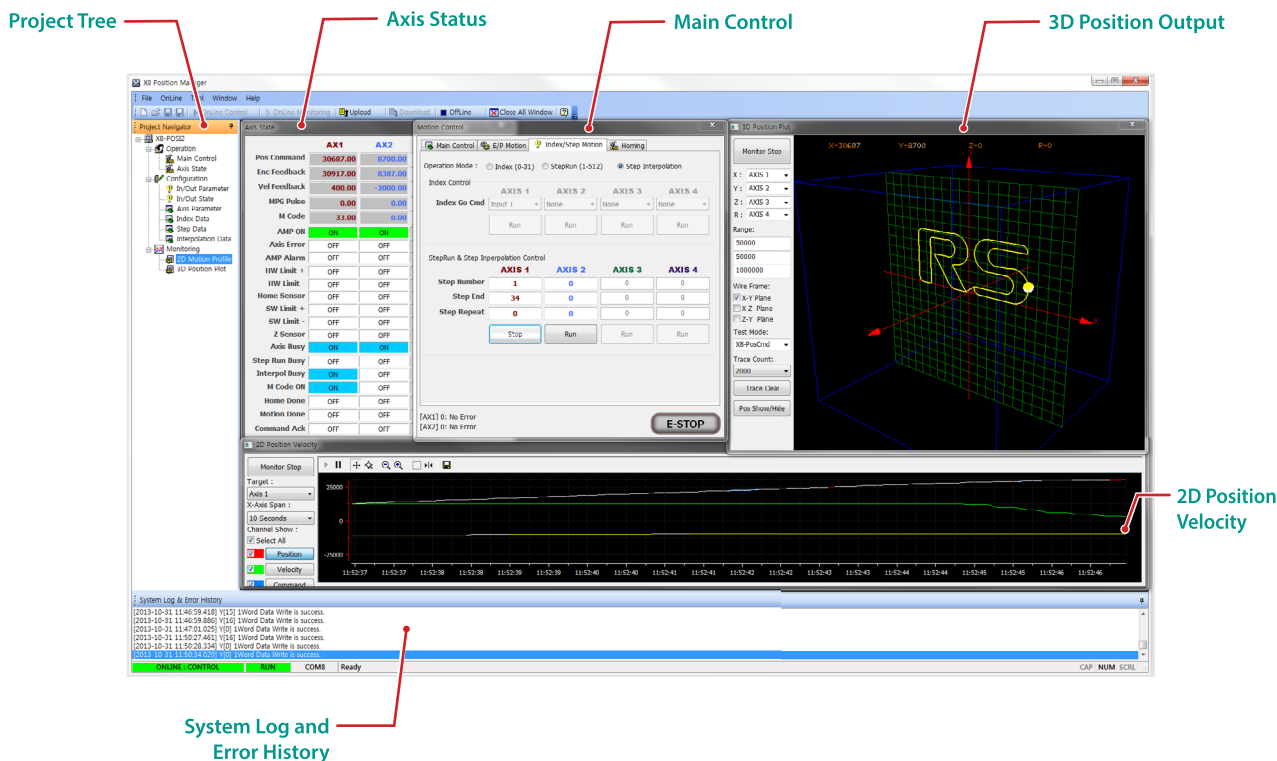 Project Tree
Axis Status
Main Control
3D Position Output
X8 Position Manager
File OnLine Tool Window Help
OnLine Control OnLine Monitoring Upload Download OffLine Close All Window
Project Navigator
X8-POSI2
Operation
Main Control
Axis State
Configuration
In/Out Parameter
In/Out State
Axis Parameter
Index Data
Step Data
Interpolation Data
Monitoring
2D Motion Profile
3D Position Plot
Axis State
AX1 AX2
Pos Command 30687.00 8700.00
Enc Feedback 30917.00 8387.00
Vel Feedback 400.00 -2000.00
MPG Pulse 0.00 0.00
M Code 33.00 0.00
AMP ON ON ON
Axis Error OFF OFF
AMP Alarm OFF OFF
HW Limit + OFF OFF
HW Limit - OFF OFF
Home Sensor OFF OFF
SW Limit + OFF OFF
SW Limit - OFF OFF
Z Sensor OFF OFF
Axis Busy ON ON
Step Run Busy OFF OFF
Interpol Busy ON OFF
M Code ON ON OFF
Home Done OFF OFF
Motion Done OFF OFF
Command Ack OFF OFF
Motion Control
Main Control E/P Motion Index/Step Motion Homing
Operation Mode : Index (0-31) StepRun (1-512) Step Interpolation
Index Control
AXIS 1 AXIS 2 AXIS 3 AXIS 4
Index Go Cmd Input 1 None None None
Run Run Run Run
StepRun & Step Inperpolation Control
AXIS 1 AXIS 2 AXIS 3 AXIS 4
Step Number 1 0 0 0
Step End 34 0 0 0
Step Repeat 0 0 0 0
Stop Run Run Run
[AX1] 0: No Error
[AX2] 0: No Error
E-STOP
3D Position Plot
Monitor Stop
X : AXIS 1
Y : AXIS 2
Z : AXIS 3
R : AXIS 4
Range:
50000
50000
1000000
Wire Frame:
X-Y Plane
X-Z Plane
Z-Y Plane
Test Mode:
X8-PosCmd
Trace Count:
2000
Trace Clear
Pos Show/Hide
X-30687 Y-8700 Z-0 R-0
Y
RS
X
2D Position Velocity
Monitor Stop
Target :
Axis 1
X-Axis Span :
10 Seconds
Channel Show :
Select All
Position
Velocity
Command
25000
0
-25000
11:52:37 11:52:37 11:52:38 11:52:38 11:52:39 11:52:39 11:52:40 11:52:40 11:52:41 11:52:41 11:52:42 11:52:42 11:52:43 11:52:43 11:52:44 11:52:44 11:52:45 11:52:45 11:52:46 11:52:46
2D Position
Velocity
System Log & Error History
[2013-10-31 11:46:59.418] Y[15] 1Word Data Write is success.
[2013-10-31 11:46:59.886] Y[16] 1Word Data Write is success.
[2013-10-31 11:47:01.025] Y[0] 1Word Data Write is success.
[2013-10-31 11:50:27.461] Y[16] 1Word Data Write is success.
[2013-10-31 11:50:28.334] Y[0] 1Word Data Write is success.
[2013-10-31 11:50:34.029] Y[0] 1Word Data Write is success.
ONLINE : CONTROL RUN COM8 Ready CAP NUM SCRL
System Log and
Error History